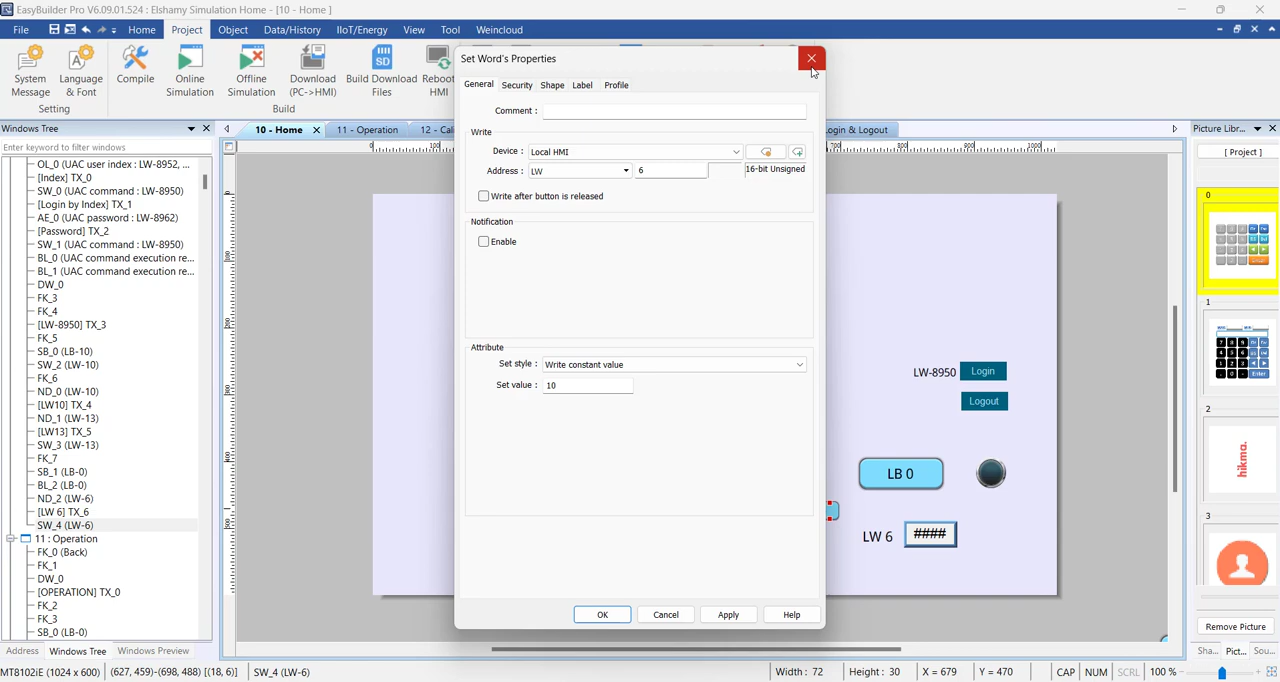 EasyBuilder Pro V6.09.01.524 : Elshamy Simulation Home - [10 - Home ]
File Home Project Object Data/History IIoT/Energy View Tool Weincloud
System Message
Language & Font
Compile
Online Simulation
Offline Simulation
Download (PC->HMI)
Build Download Files
Reboot HMI
Setting
Build
Windows Tree
Enter keyword to filter windows
OL_0 (UAC user index : LW-8952, ...
[Index] TX_0
SW_0 (UAC command : LW-8950)
[Login by Index] TX_1
AE_0 (UAC password : LW-8962)
[Password] TX_2
SW_1 (UAC command : LW-8950)
BL_0 (UAC command execution re...
BL_1 (UAC command execution re...
DW_0
FK_3
FK_4
[LW-8950] TX_3
FK_5
SB_0 (LB-10)
SW_2 (LW-10)
FK_6
ND_0 (LW-10)
[LW10] TX_4
ND_1 (LW-13)
[LW13] TX_5
SW_3 (LW-13)
FK_7
SB_1 (LB-0)
BL_2 (LB-0)
ND_2 (LW-6)
[LW 6] TX_6
SW_4 (LW-6)
11 : Operation
FK_0 (Back)
FK_1
DW_0
[OPERATION] TX_0
FK_2
FK_3
SB_0 (LB-0)
Address Windows Tree Windows Preview
10 - Home 11 - Operation 12 - Cal
ogin & Logout
Set Word's Properties
General Security Shape Label Profile
Comment :
Write
Device : Local HMI
Address : LW 6 16-bit Unsigned
Write after button is released
Notification
Enable
Attribute
Set style : Write constant value
Set value : 10
OK Cancel Apply Help
LW-8950 Login
Logout
LB 0
LW 6 ####
Picture Libr...
[ Project ]
0
1
2
hikma.
3
Remove Picture
Sha... Pict... Sou...
MT8102iE (1024 x 600) (627, 459)-(698, 488) [(18, 6)] SW_4 (LW-6) Width : 72 Height : 30 X = 679 Y = 470 CAP NUM SCRL 100 %